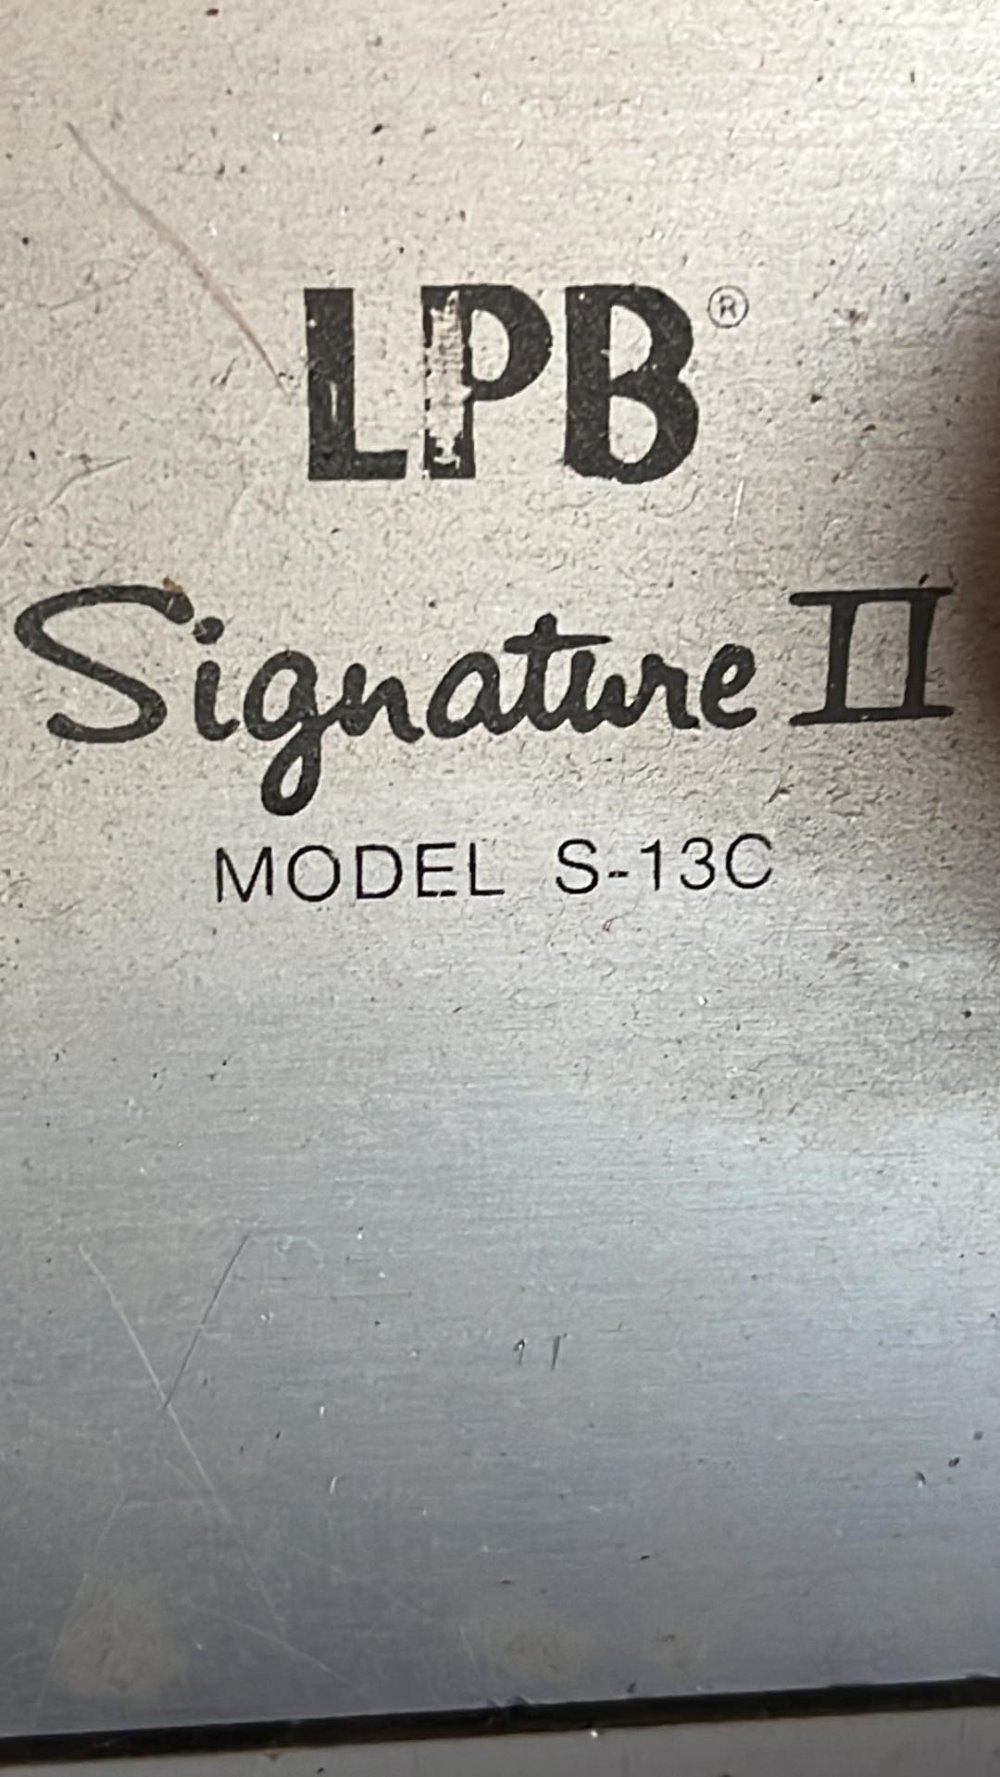 LPB®
Signature II
MODEL S-13C